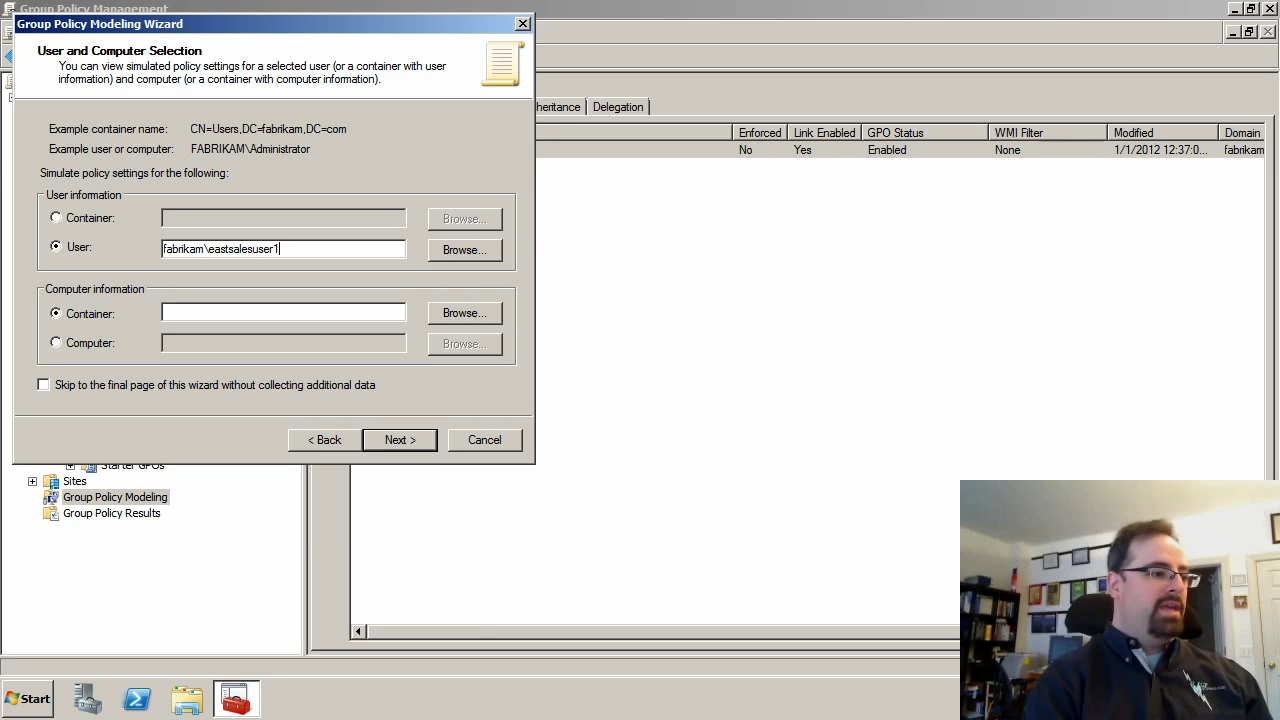 Group Policy Management
Group Policy Modeling Wizard
User and Computer Selection
You can view simulated policy settings for a selected user (or a container with user
information) and computer (or a container with computer information).
Example container name: CN=Users,DC=fabrikam,DC=com
Example user or computer: FABRIKAM\Administrator
Simulate policy settings for the following:
User information
Container: Browse...
User: fabrikam\eastsalesuser1 Browse...
Computer information
Container: Browse...
Computer: Browse...
Skip to the final page of this wizard without collecting additional data
< Back Next > Cancel
heritance Delegation
Enforced Link Enabled GPO Status WMI Filter Modified Domain
No Yes Enabled None 1/1/2012 12:37:0... fabrikam
Starter GPOs
Sites
Group Policy Modeling
Group Policy Results
Start